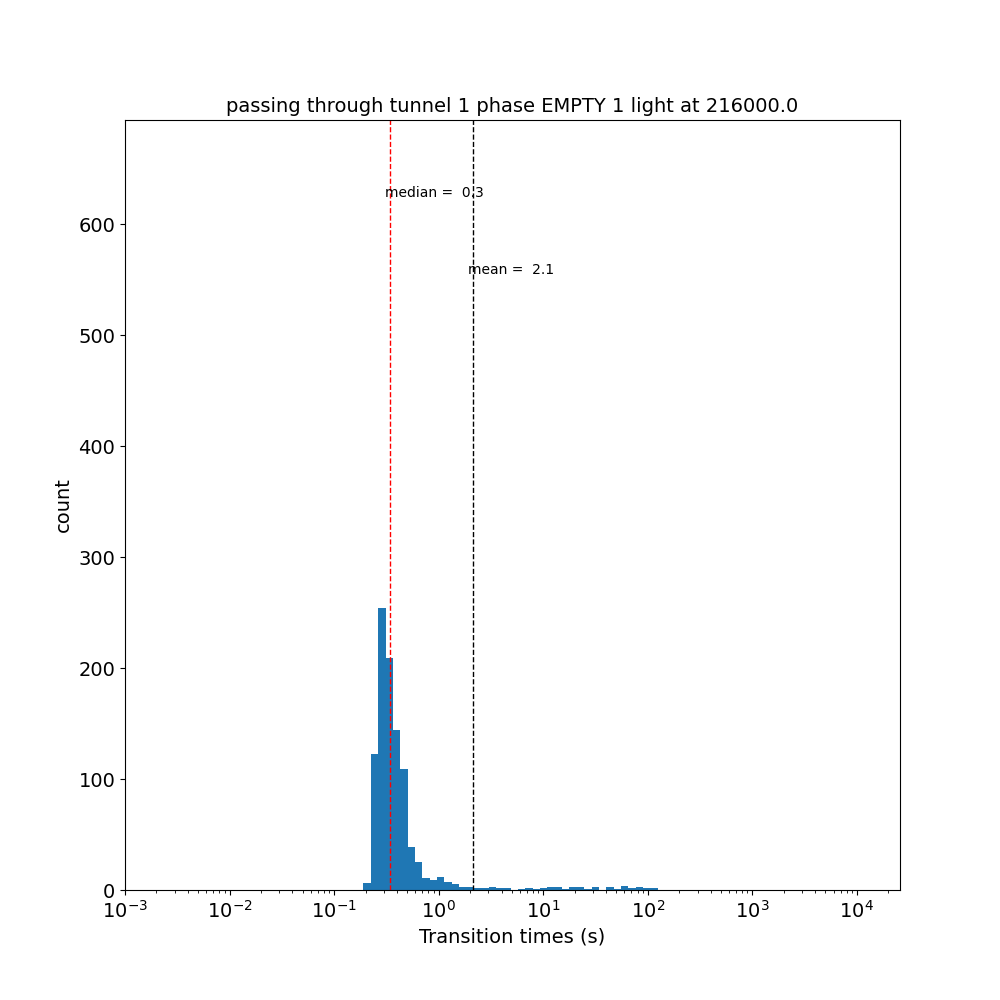 passing through tunnel 1 phase EMPTY 1 light at 216000.0
median =  0.3
mean =  2.1
600
500
400
300
200
100
0
count
10⁻³ 10⁻² 10⁻¹ 10⁰ 10¹ 10² 10³ 10⁴
Transition times (s)